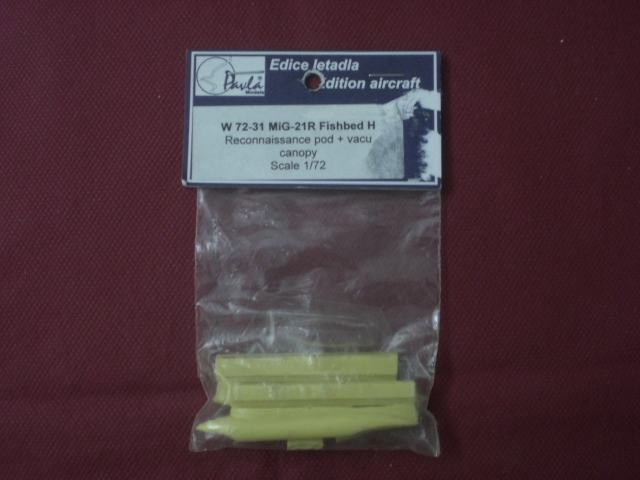 Edice letadla
Edition aircraft
Pavla®
Models
W 72-31 MiG-21R Fishbed H
Reconnaissance pod + vacu
canopy
Scale 1/72